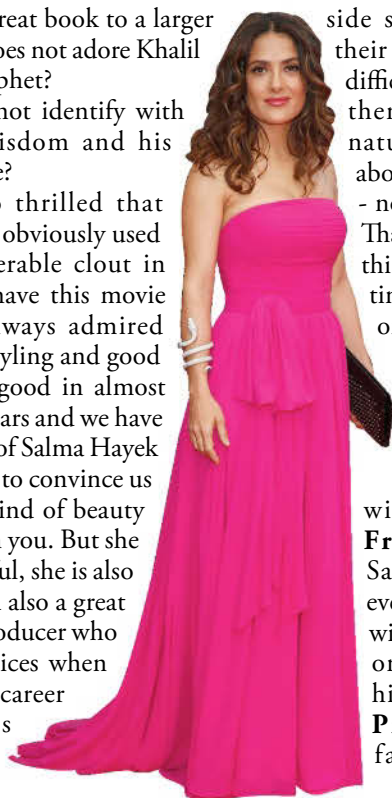 reat book to a larger
oes not adore Khalil
phet?
not identify with
isdom and his
e?
thrilled that
obviously used
erable clout in
have this movie
ways admired
yling and good
good in almost
ars and we have
of Salma Hayek
to convince us
ind of beauty
you. But she
ul, she is also
also a great
oducer who
ices when
career
s
side s
their
diffic
ther
natu
abo
- n
Tha
thi
tin
o
wi
Fr
Sa
eve
wi
or
hi
P
fa